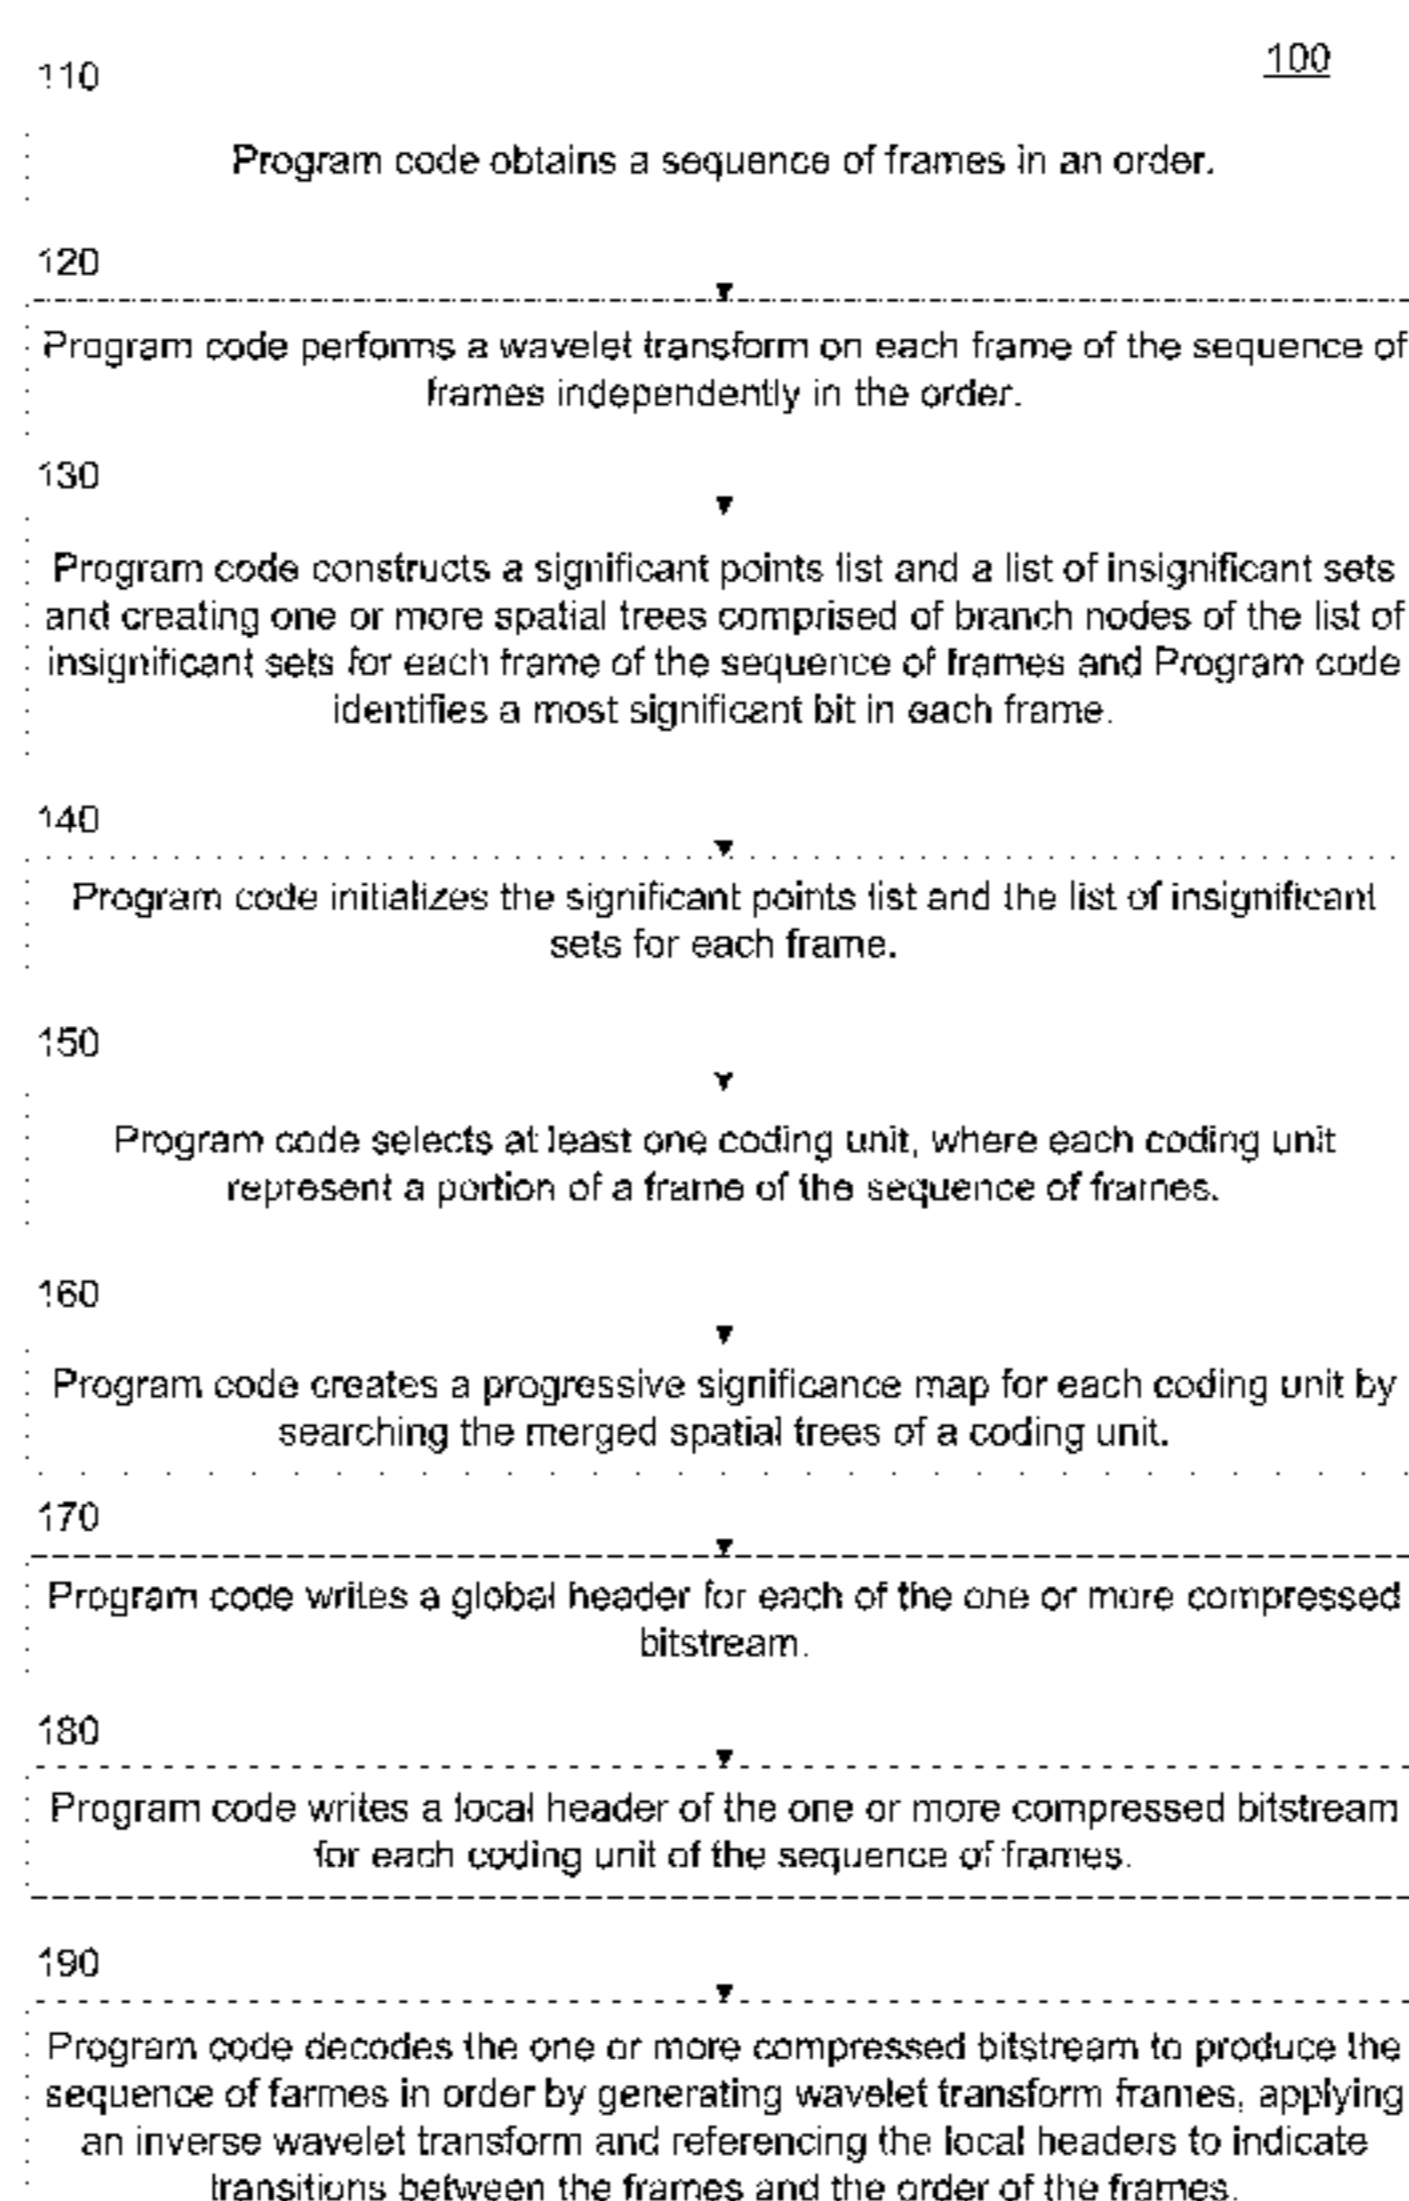 100
110
Program code obtains a sequence of frames in an order.
120
Program code performs a wavelet transform on each frame of the sequence of
frames independently in the order.
130
Program code constructs a significant points list and a list of insignificant sets
and creating one or more spatial trees comprised of branch nodes of the list of
insignificant sets for each frame of the sequence of frames and Program code
identifies a most significant bit in each frame.
140
Program code initializes the significant points list and the list of insignificant
sets for each frame.
150
Program code selects at least one coding unit, where each coding unit
represent a portion of a frame of the sequence of frames.
160
Program code creates a progressive significance map for each coding unit by
searching the merged spatial trees of a coding unit.
170
Program code writes a global header for each of the one or more compressed
bitstream.
180
Program code writes a local header of the one or more compressed bitstream
for each coding unit of the sequence of frames.
190
Program code decodes the one or more compressed bitstream to produce the
sequence of farmes in order by generating wavelet transform frames, applying
an inverse wavelet transform and referencing the local headers to indicate
transitions between the frames and the order of the frames.